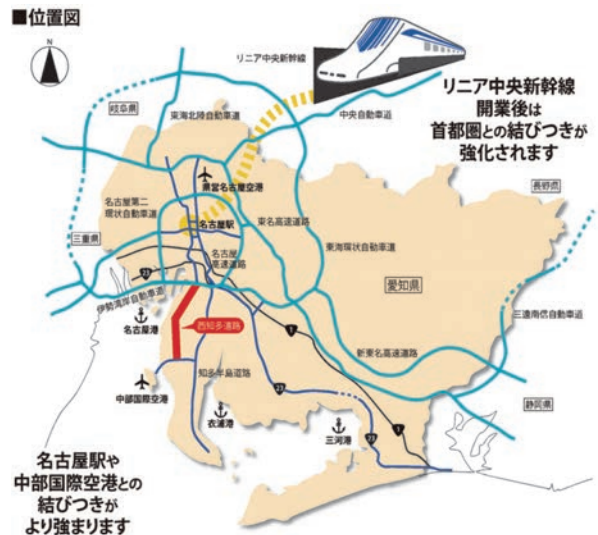 ■位置図
リニア中央新幹線
リニア中央新幹線
開業後は
首都圏との結びつきが
強化されます
岐阜県
東海北陸自動車道
中央自動車道
県営名古屋空港
長野県
名古屋第二
環状自動車道
名古屋駅
東名高速道路
三重県
東海環状自動車道
名古屋
高速道路
23
愛知県
伊勢湾岸自動車道
三遠南信自動車道
名古屋港
西知多道路
1
新東名高速道路
知多半島道路
23
中部国際空港
静岡県
衣浦港
三河港
23
1
名古屋駅や
中部国際空港との
結びつきが
より強まります